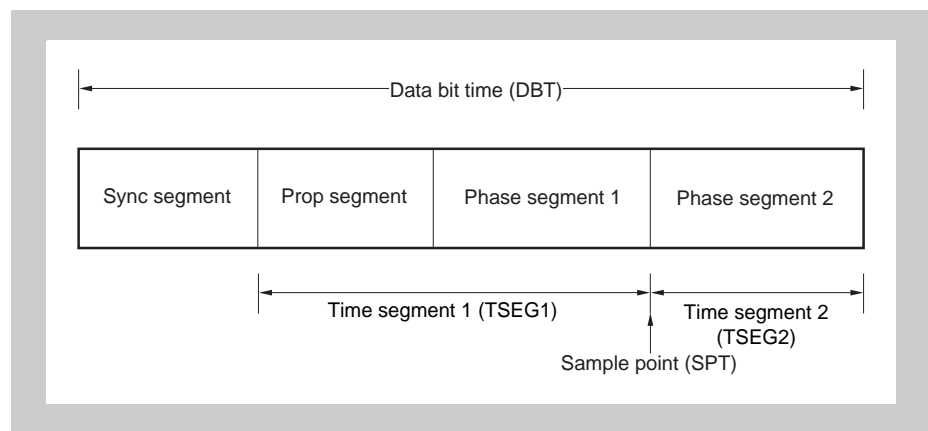 Data bit time (DBT)
Sync segment
Prop segment
Phase segment 1
Phase segment 2
Time segment 1 (TSEG1)
Time segment 2
(TSEG2)
Sample point (SPT)